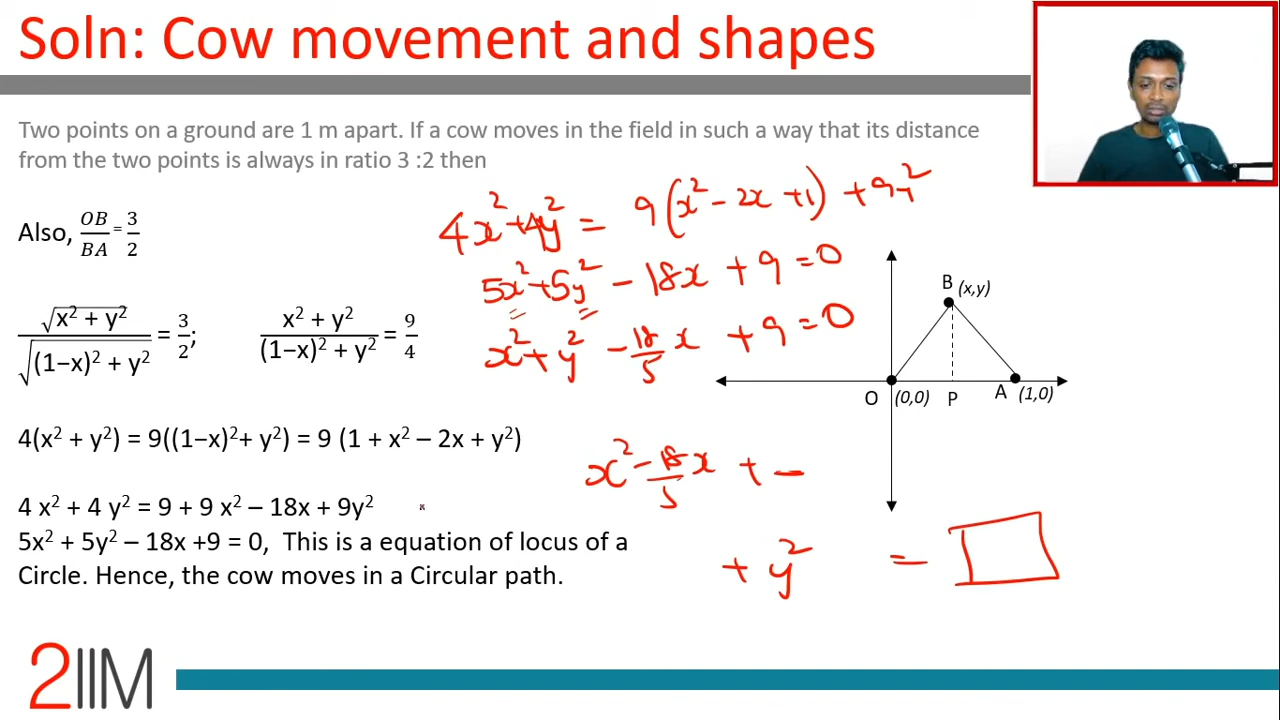 Soln: Cow movement and shapes
Two points on a ground are 1 m apart. If a cow moves in the field in such a way that its distance
from the two points is always in ratio 3 :2 then
4x² + 4y² = 9(x² - 2x + 1) + 9y²
Also, OB/BA = 3/2
5x² + 5y² - 18x + 9 = 0
√(x² + y²)/√((1−x)² + y²) = 3/2; (x² + y²)/((1−x)² + y²) = 9/4
x² + y² - 18/5 x + 9 = 0
B (x,y)
O (0,0) P A (1,0)
4(x² + y²) = 9((1−x)²+ y²) = 9 (1 + x² − 2x + y²)
x² - 18/5 x + -
4 x² + 4 y² = 9 + 9 x² – 18x + 9y²
5x² + 5y² – 18x +9 = 0, This is a equation of locus of a
+ y² =
Circle. Hence, the cow moves in a Circular path.
2IIM